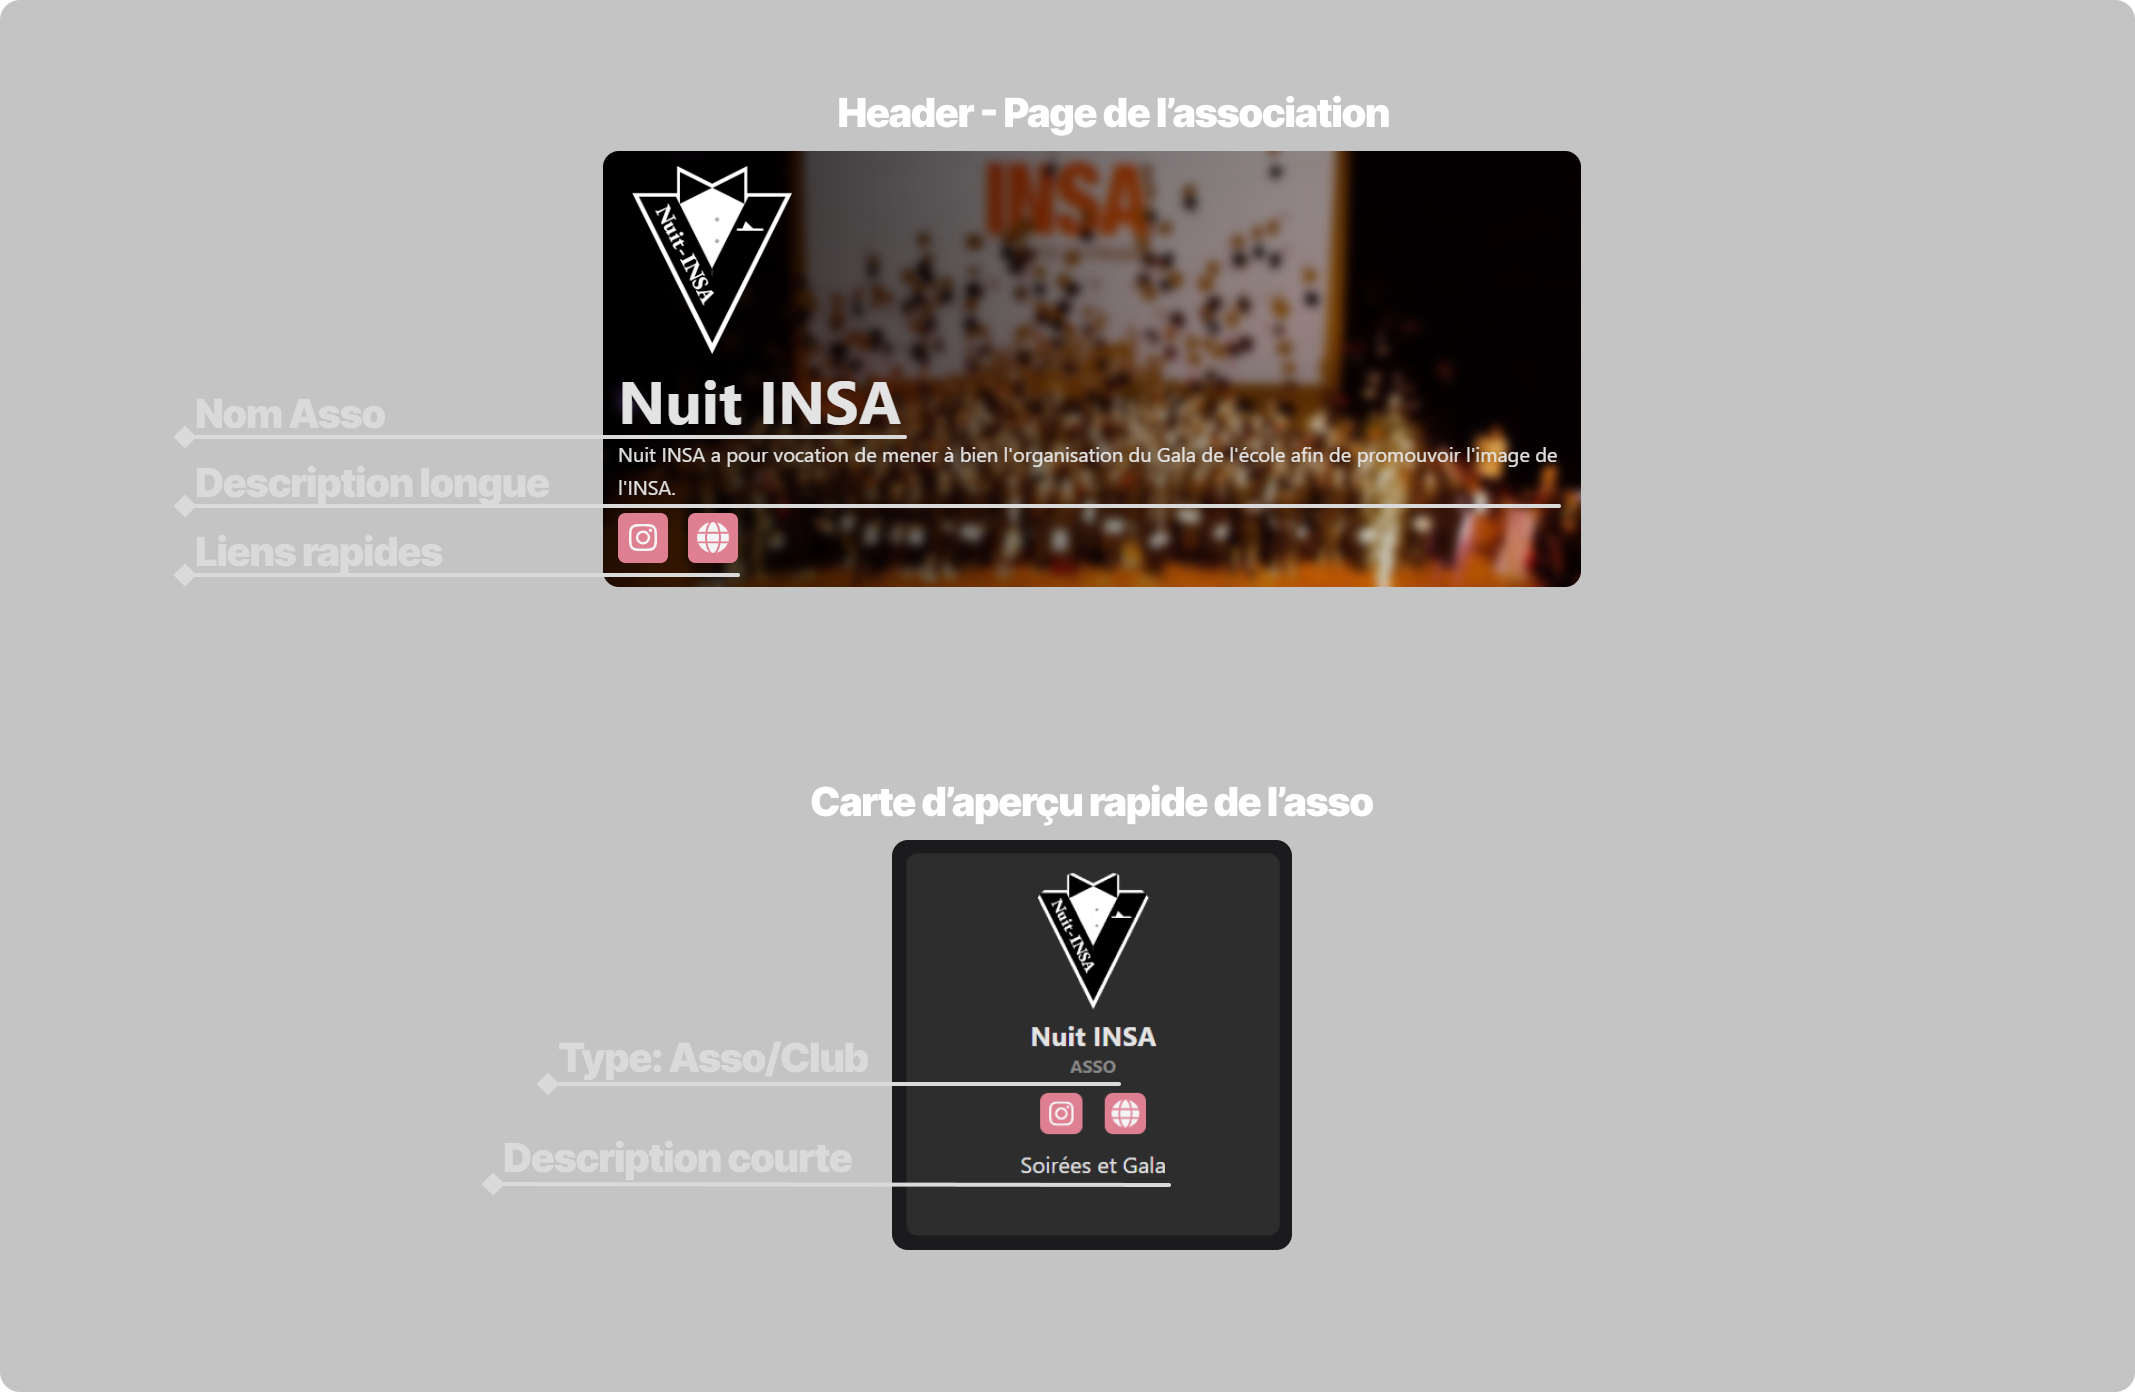 Header - Page de l’association
INSA
Nuit-INSA
Nom Asso
Nuit INSA
Description longue
Nuit INSA a pour vocation de mener à bien l'organisation du Gala de l'école afin de promouvoir l'image de
l'INSA.
Liens rapides
Carte d’aperçu rapide de l’asso
Nuit-INSA
Nuit INSA
Type: Asso/Club
ASSO
Description courte
Soirées et Gala